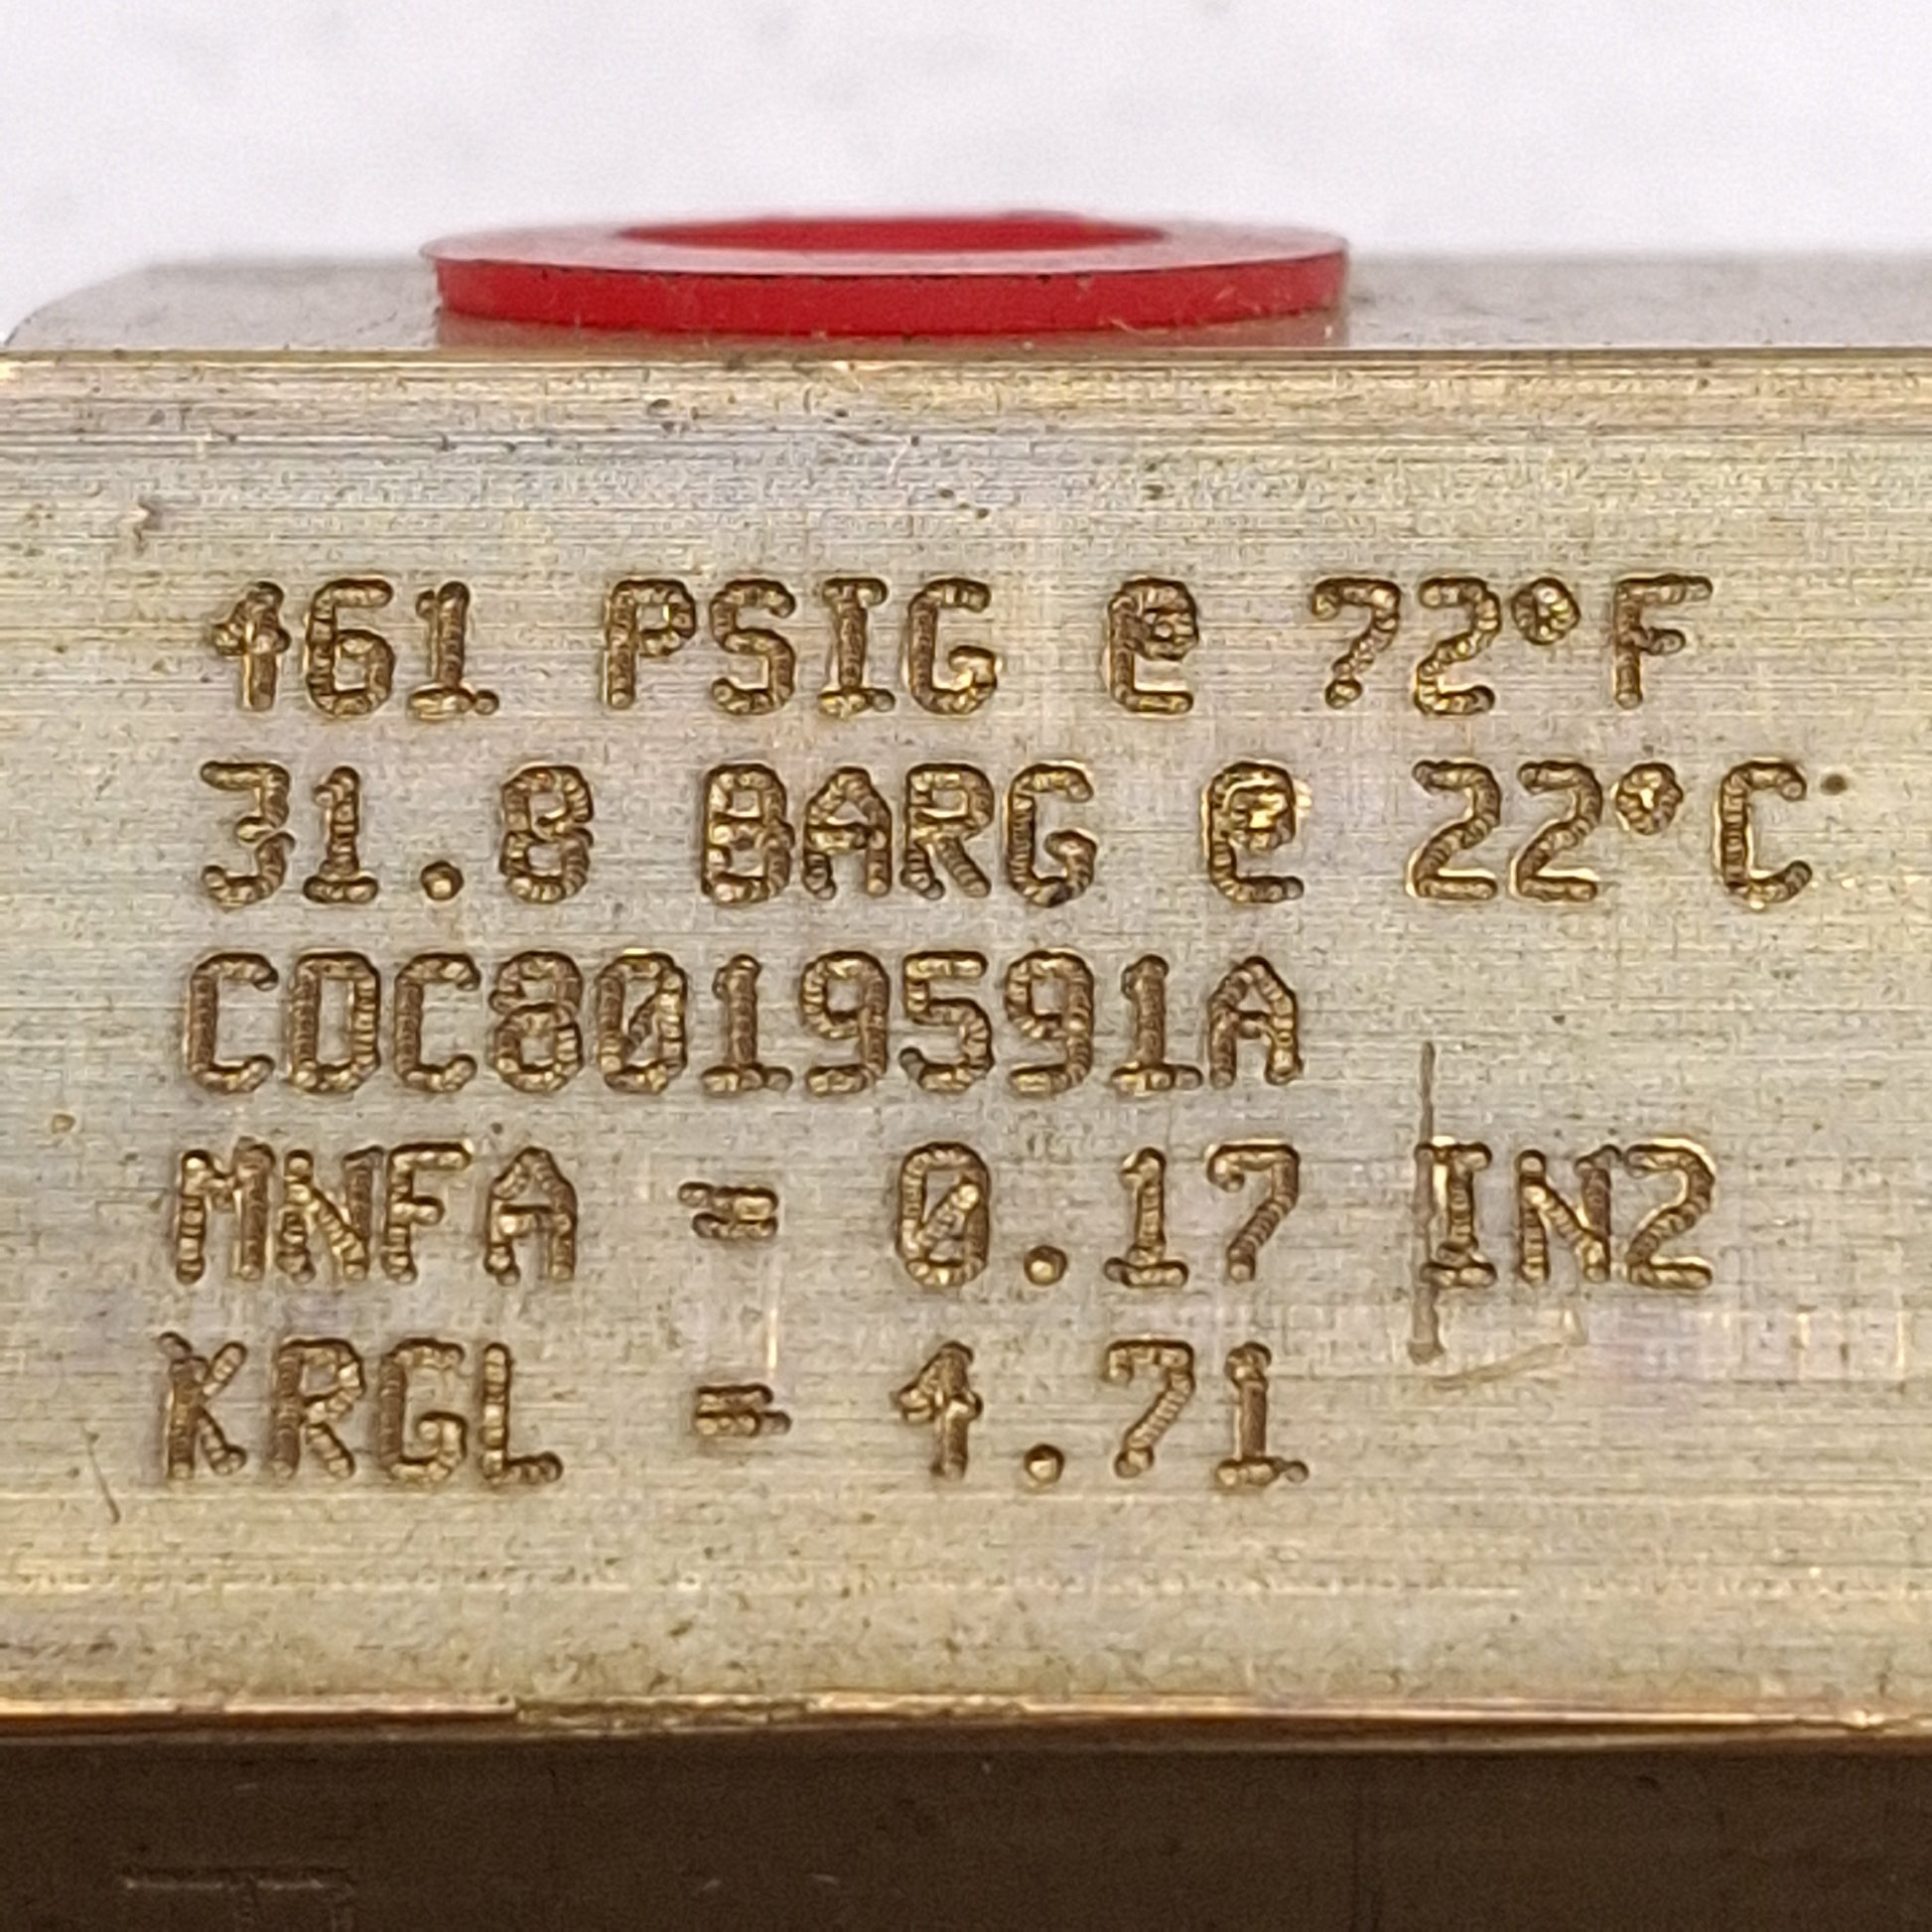 461 PSIG @ 72°F
31.8 BARG @ 22°C
CDC8019591A
MNFA = 0.17 IN2
KRGL = 4.71